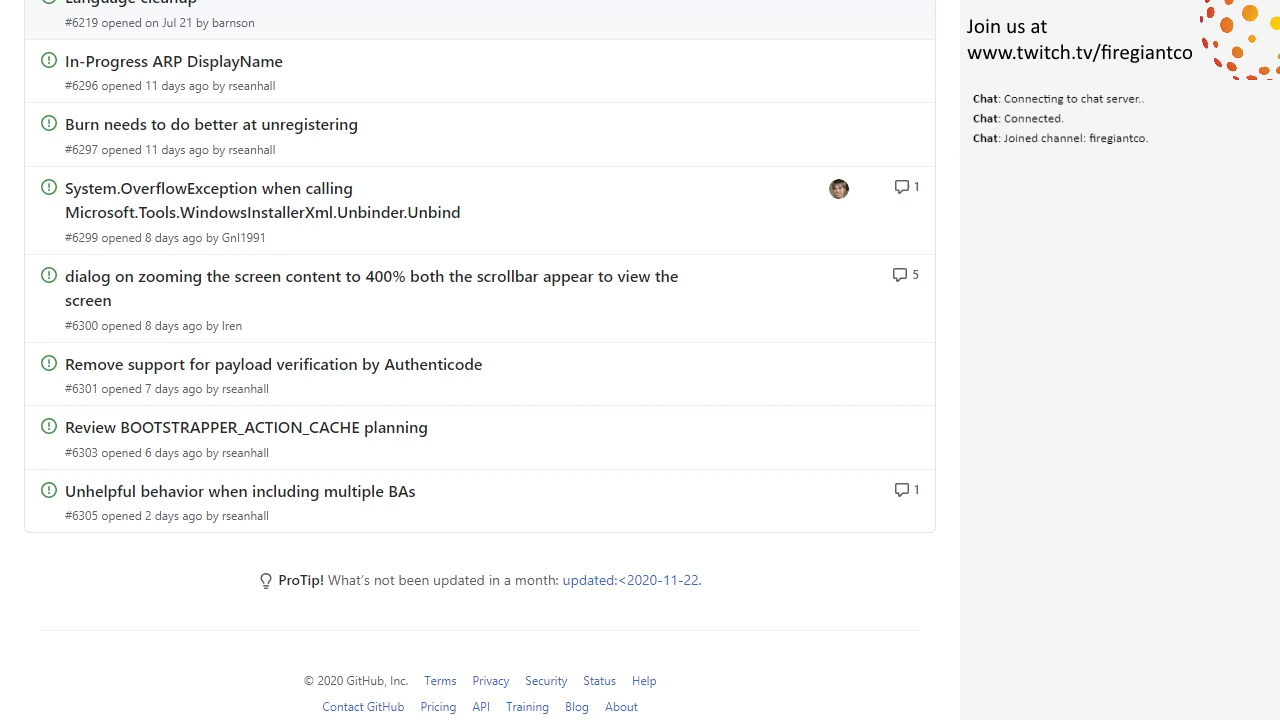 Language cleanup
#6219 opened on Jul 21 by barnson
In-Progress ARP DisplayName
#6296 opened 11 days ago by rseanhall
Burn needs to do better at unregistering
#6297 opened 11 days ago by rseanhall
System.OverflowException when calling
Microsoft.Tools.WindowsInstallerXml.Unbinder.Unbind
1
#6299 opened 8 days ago by Gnl1991
dialog on zooming the screen content to 400% both the scrollbar appear to view the
screen
5
#6300 opened 8 days ago by Iren
Remove support for payload verification by Authenticode
#6301 opened 7 days ago by rseanhall
Review BOOTSTRAPPER_ACTION_CACHE planning
#6303 opened 6 days ago by rseanhall
Unhelpful behavior when including multiple BAs
1
#6305 opened 2 days ago by rseanhall
ProTip! What's not been updated in a month: updated:<2020-11-22.
© 2020 GitHub, Inc. Terms Privacy Security Status Help
Contact GitHub Pricing API Training Blog About
Join us at
www.twitch.tv/firegiantco
Chat: Connecting to chat server..
Chat: Connected.
Chat: Joined channel: firegiantco.